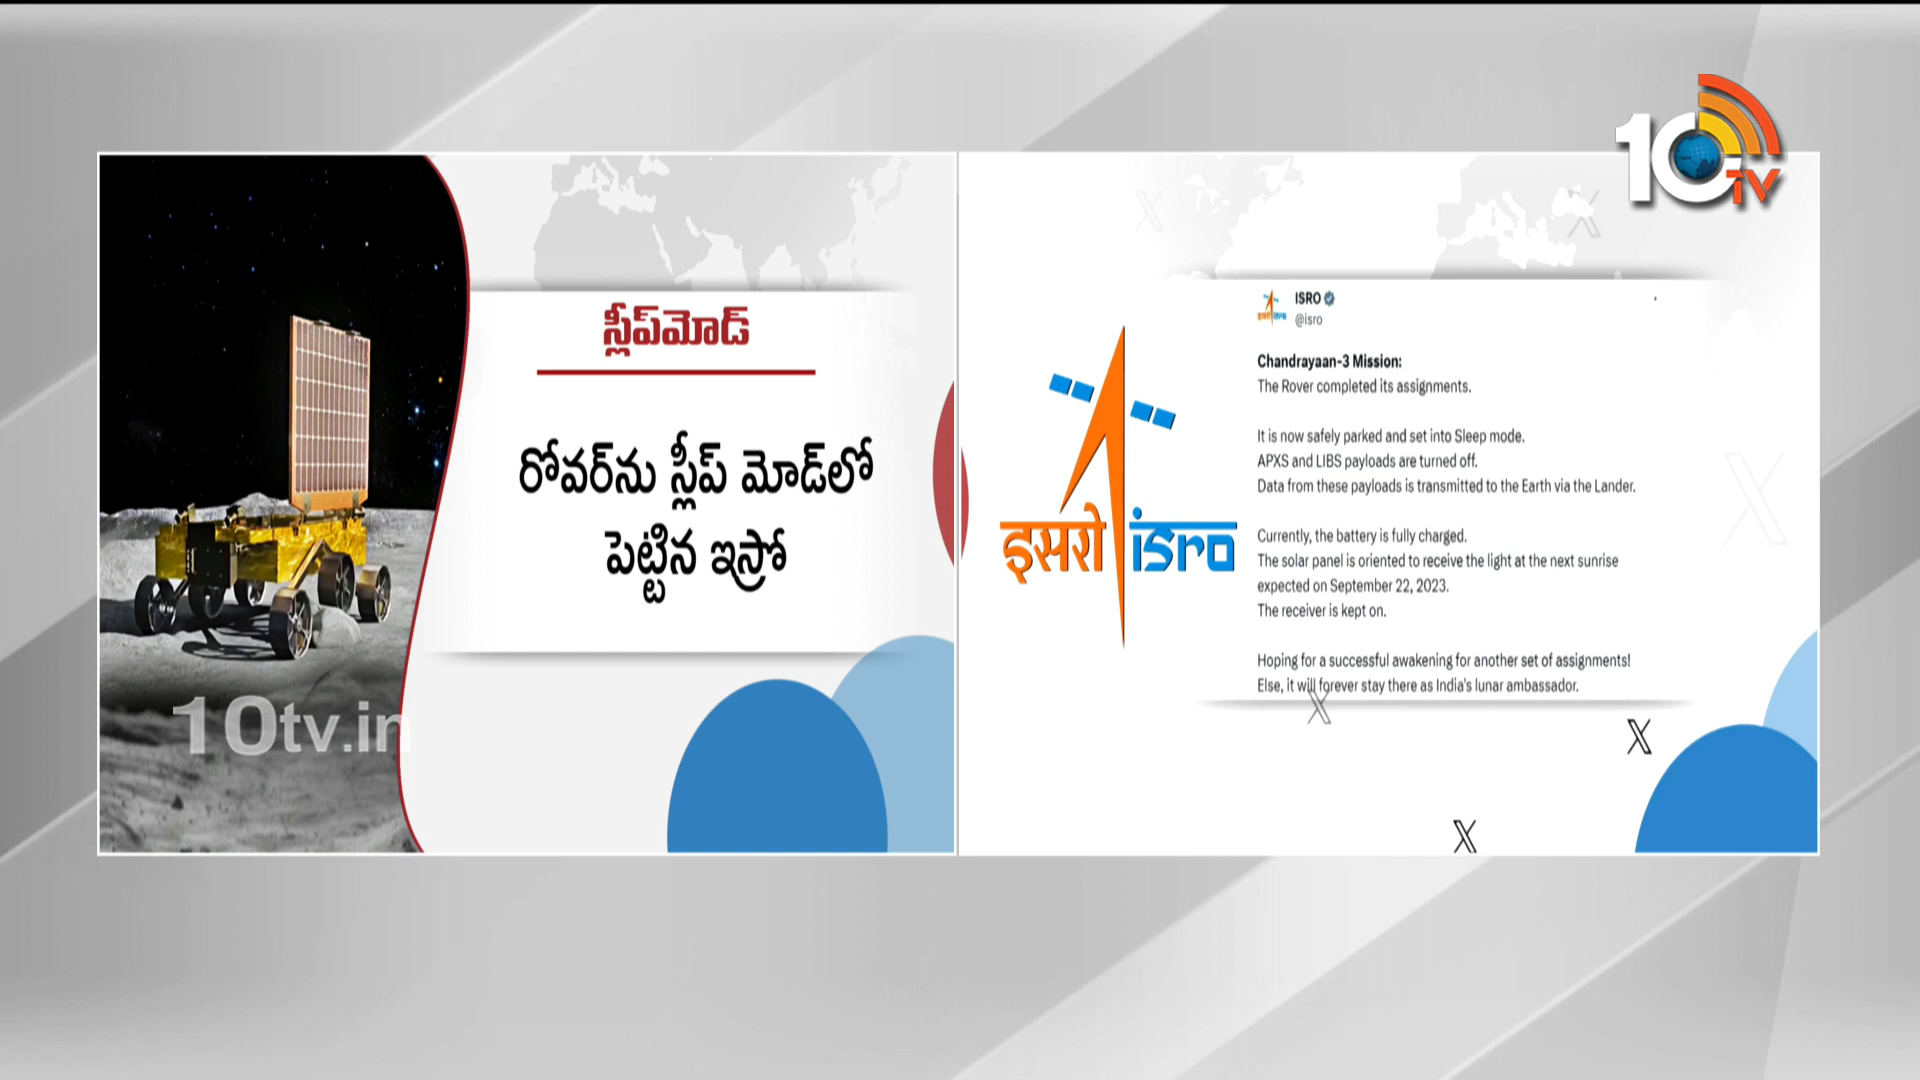 10TV
స్లీప్‌మోడ్
రోవర్‌ను స్లీప్ మోడ్‌లో
పెట్టిన ఇస్రో
10tv.in
इसरो isro
ISRO
@isro
Chandrayaan-3 Mission:
The Rover completed its assignments.
It is now safely parked and set into Sleep mode.
APXS and LIBS payloads are turned off.
Data from these payloads is transmitted to the Earth via the Lander.
Currently, the battery is fully charged.
The solar panel is oriented to receive the light at the next sunrise
expected on September 22, 2023.
The receiver is kept on.
Hoping for a successful awakening for another set of assignments!
Else, it will forever stay there as India's lunar ambassador.